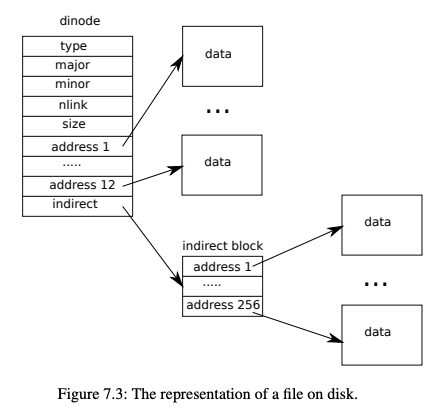 dinode
type
major
minor
nlink
size
address 1
.....
address 12
indirect
data
...
data
indirect block
address 1
.....
address 256
data
...
data
Figure 7.3: The representation of a file on disk.